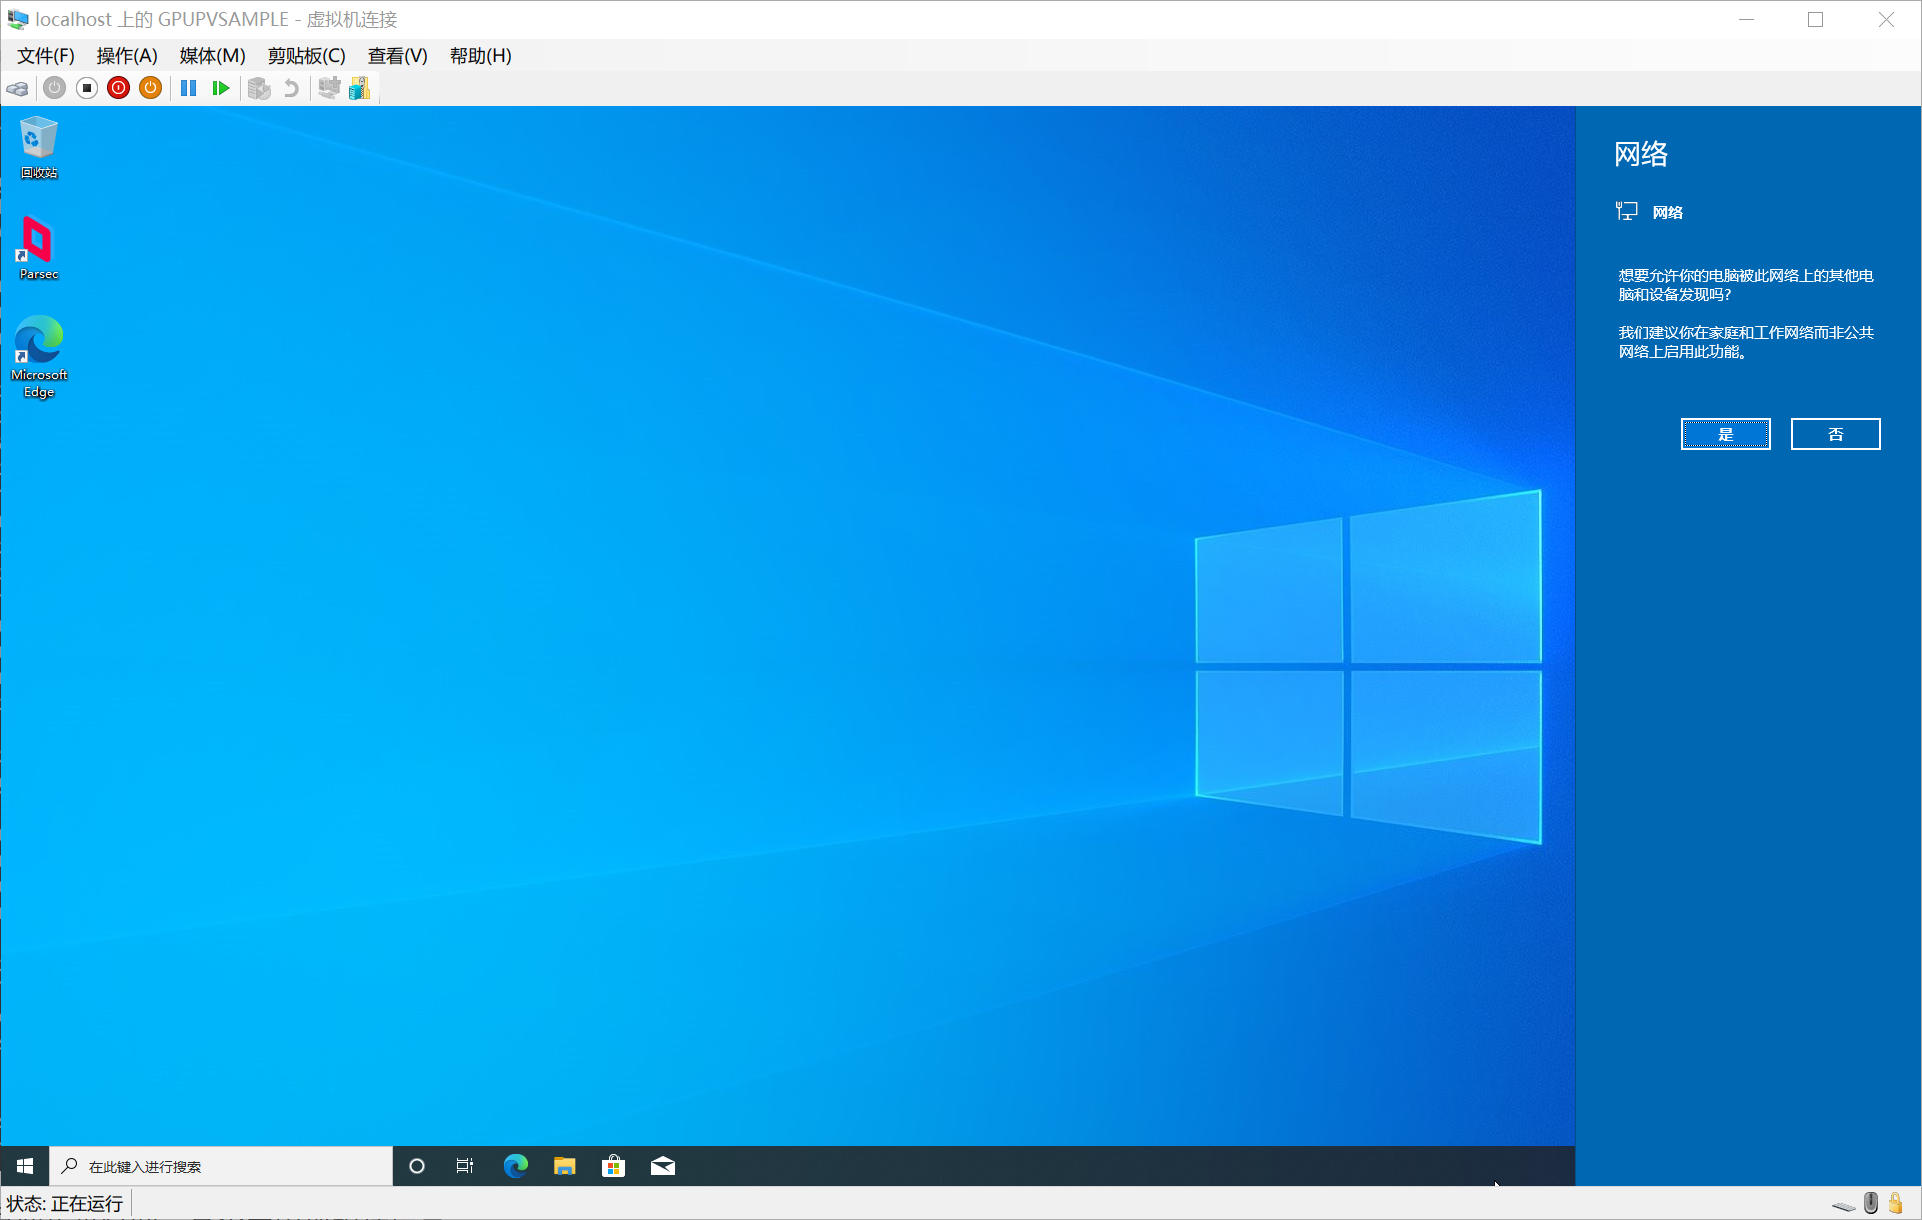 localhost 上的 GPUPVSAMPLE - 虚拟机连接
文件(F) 操作(A) 媒体(M) 剪贴板(C) 查看(V) 帮助(H)
回收站
Parsec
Microsoft
Edge
网络
网络
想要允许你的电脑被此网络上的其他电
脑和设备发现吗?
我们建议你在家庭和工作网络而非公共
网络上启用此功能。
是 否
在此键入进行搜索
状态: 正在运行